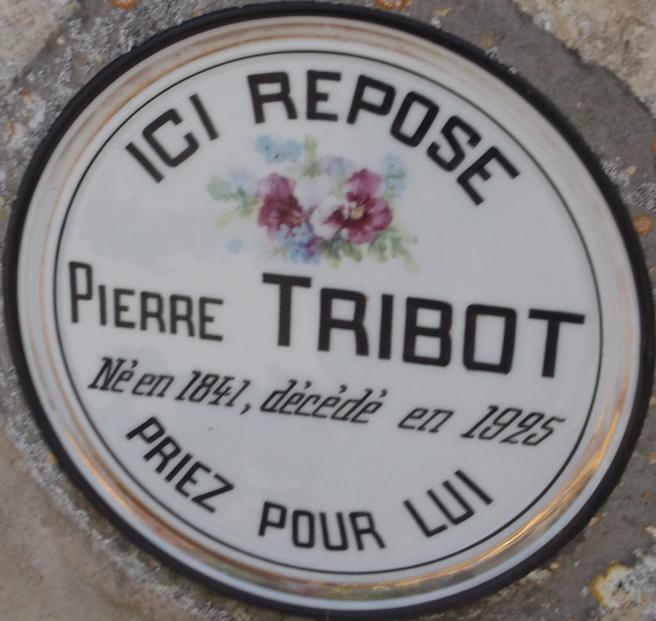 ICI REPOSE
PIERRE TRIBOT
Né en 1841, décédé en 1925
PRIEZ POUR LUI